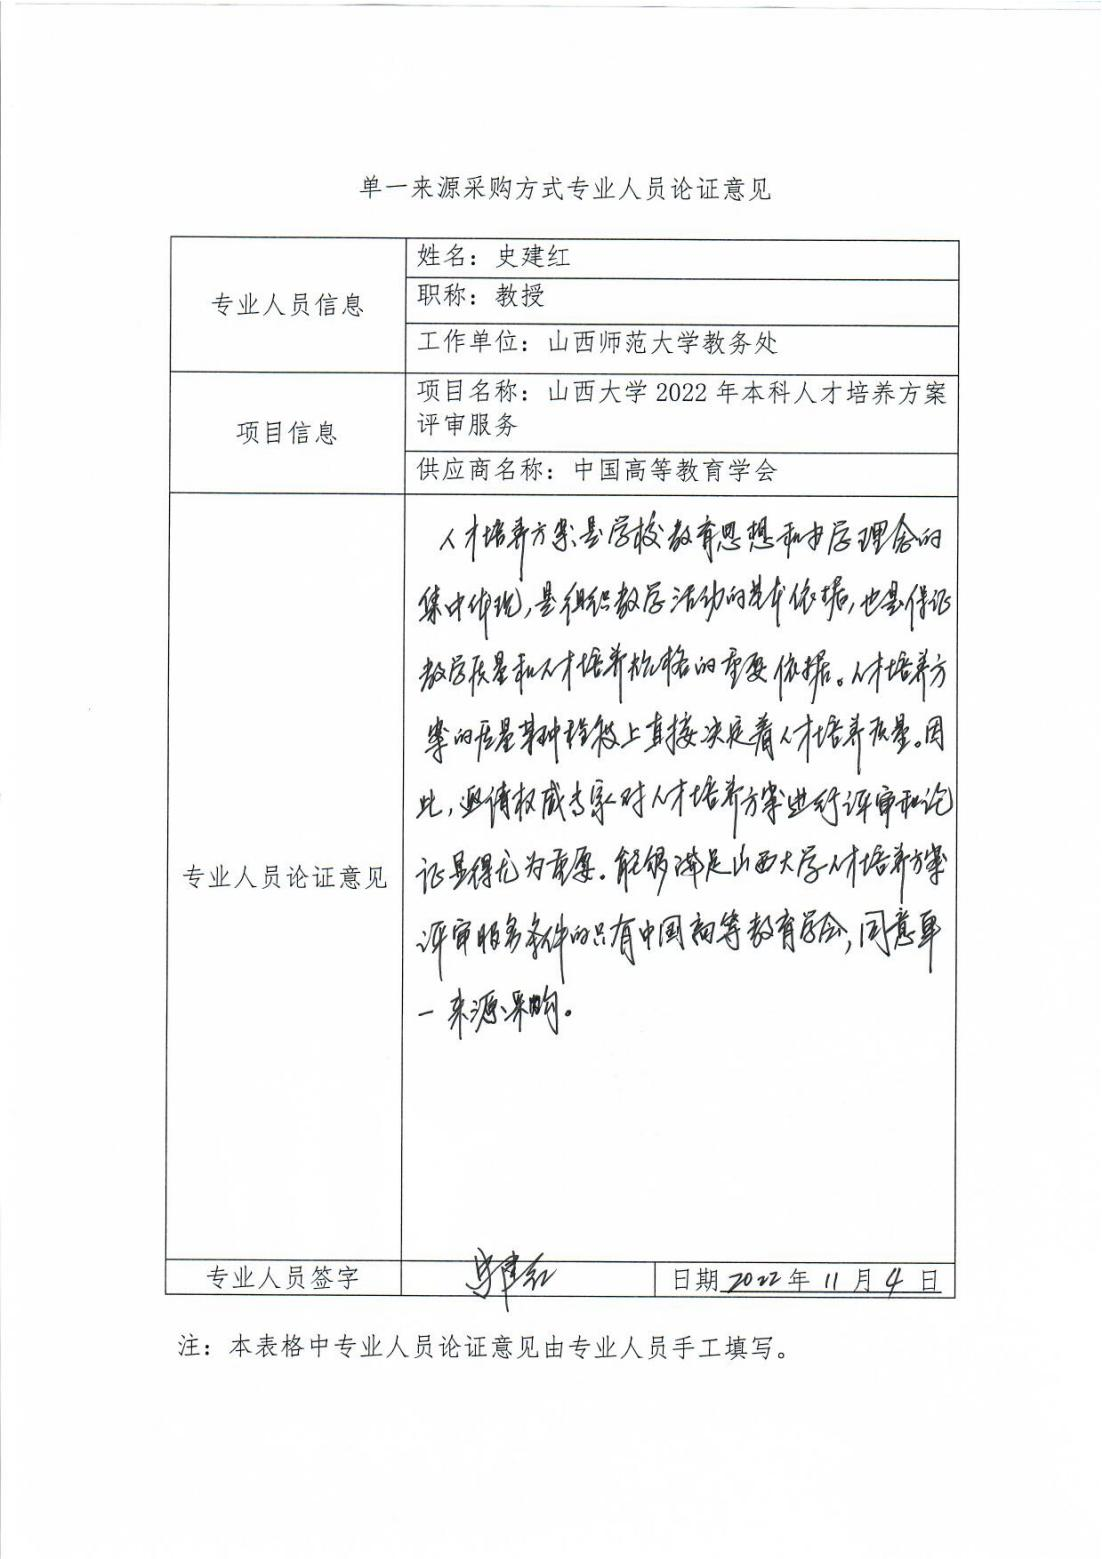 单一来源采购方式专业人员论证意见
专业人员信息
姓名：史建红
职称：教授
工作单位：山西师范大学教务处
项目信息
项目名称：山西大学 2022 年本科人才培养方案
评审服务
供应商名称：中国高等教育学会
专业人员论证意见
人才培养方案是学校教育思想和办学理念的
集中体现，是组织教学活动的基本依据，也是保证
教学质量和人才培养规格的重要依据。人才培养方
案的质量某种程度上直接决定着人才培养质量。因
此，邀请权威专家对人才培养方案进行评审和论
证显得尤为重要。能够满足山西大学人才培养方案
评审服务条件的只有中国高等教育学会，同意单
一来源采购。
专业人员签字
史建红
日期 2022 年 11 月 4 日
注：本表格中专业人员论证意见由专业人员手工填写。